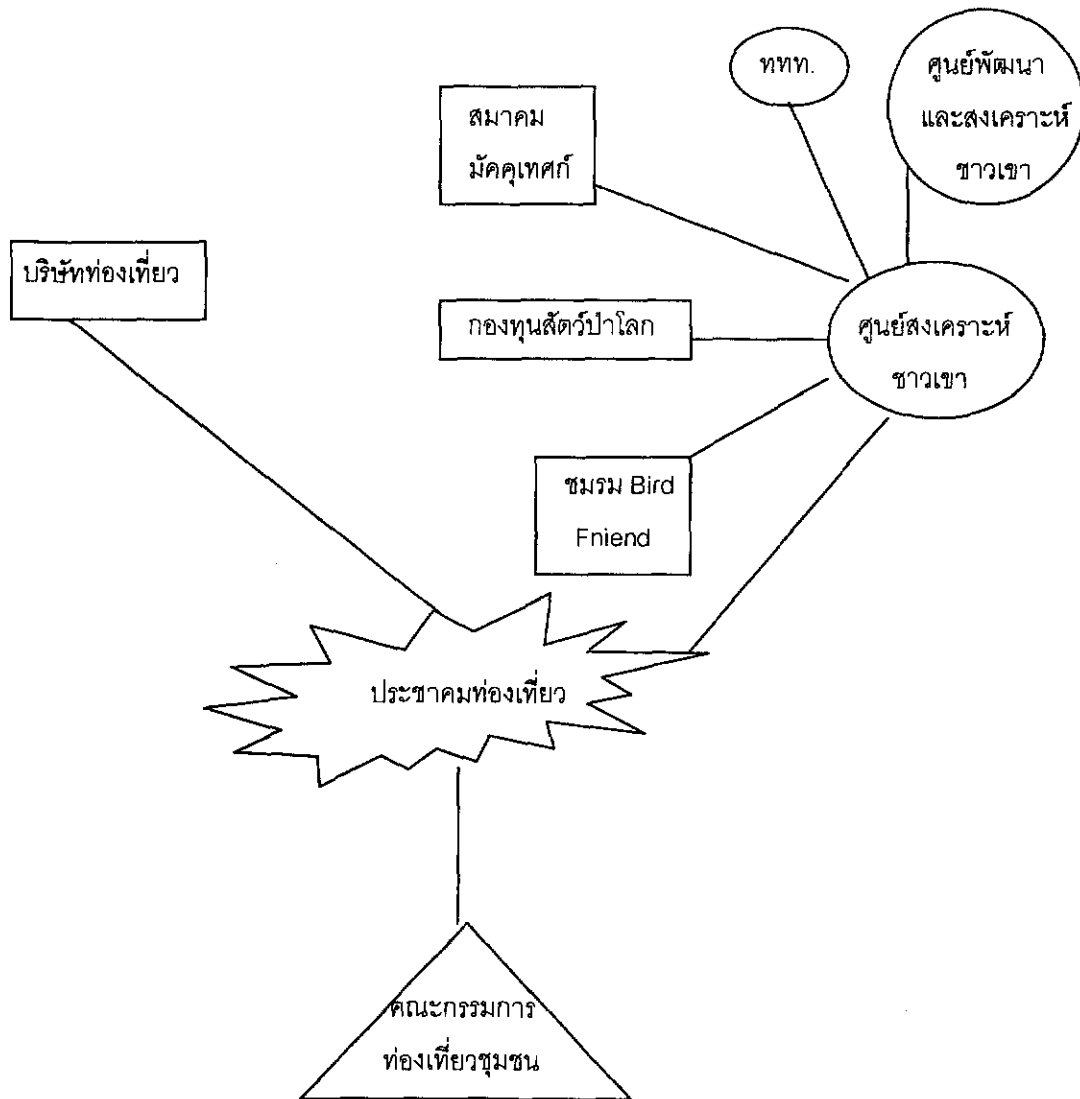 ททท.
ศูนย์พัฒนา
และสงเคราะห์
ชาวเขา
สมาคม
มัคคุเทศก์
บริษัทท่องเที่ยว
กองทุนสัตว์ป่าโลก
ศูนย์สงเคราะห์
ชาวเขา
ชมรม Bird
Fniend
ประชาคมท่องเที่ยว
คณะกรรมการ
ท่องเที่ยวชุมชน